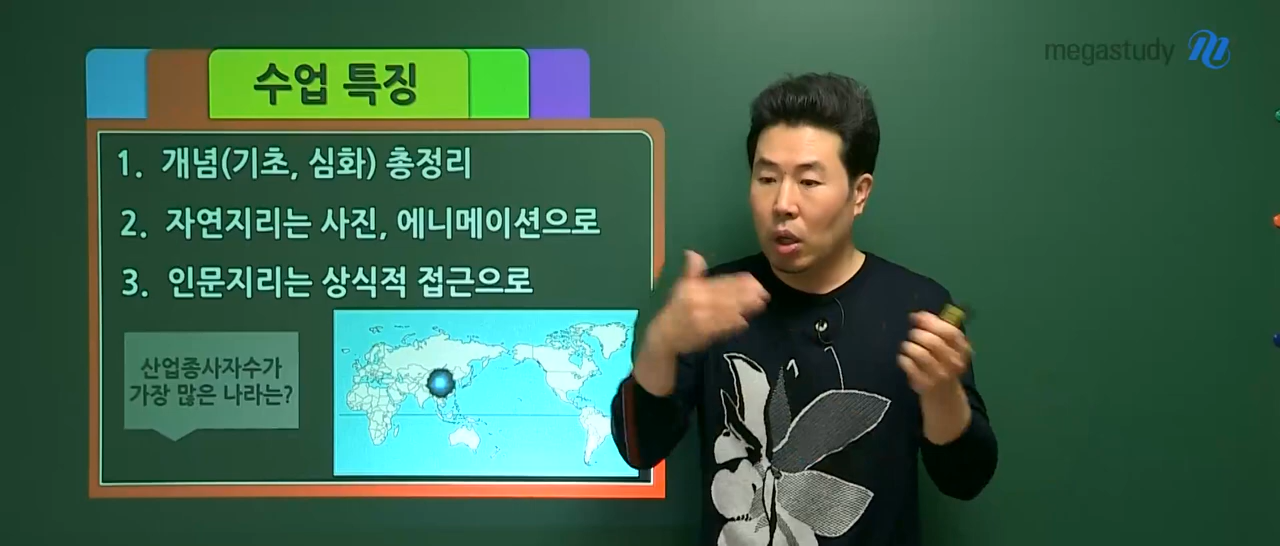 megastudy
수업 특징
1. 개념(기초, 심화) 총정리
2. 자연지리는 사진, 에니메이션으로
3. 인문지리는 상식적 접근으로
산업종사자수가
가장 많은 나라는?